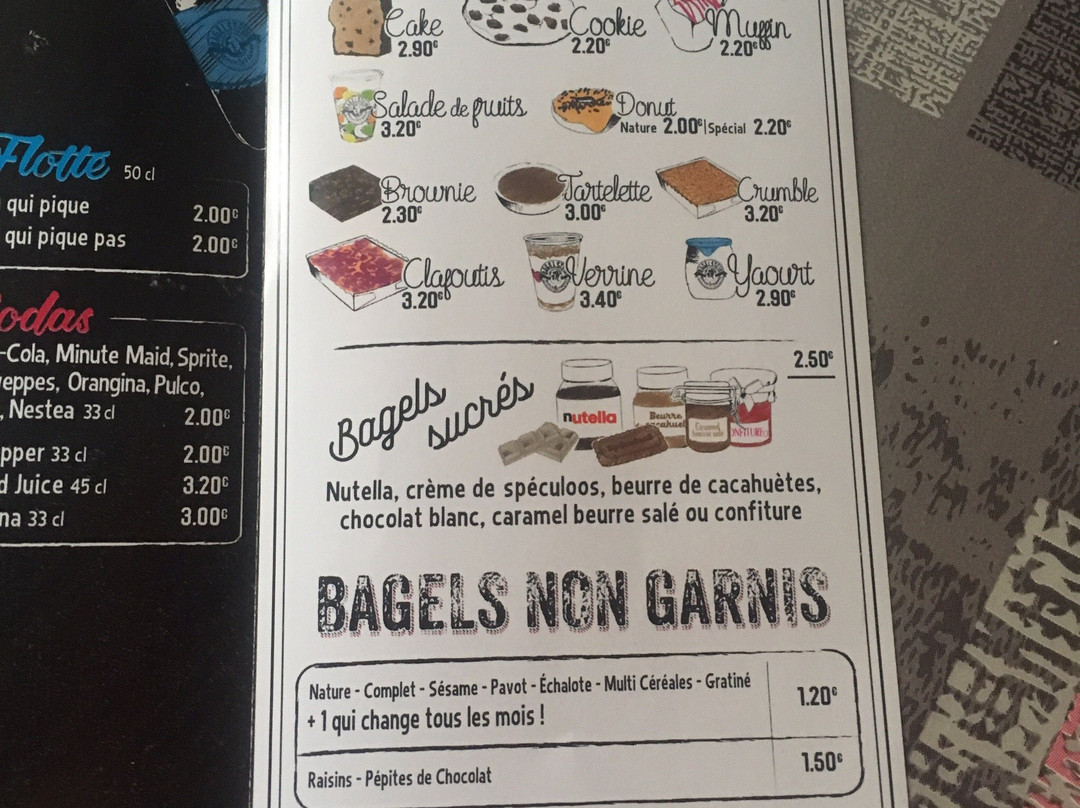 Flotte 50 cl
qui pique 2.00€
qui pique pas 2.00€
odas
-Cola, Minute Maid, Sprite,
eppes, Orangina, Pulco,
, Nestea 33 cl 2.00€
pper 33 cl 2.00€
d Juice 45 cl 3.20€
na 33 cl 3.00€
Cake
2.90€
Cookie
2.20€
Muffin
2.20€
Salade de fruits
3.20€
Donut
Nature 2.00€ | Spécial 2.20€
Brownie
2.30€
Tartelette
3.00€
Crumble
3.20€
Clafoutis
3.20€
Verrine
3.40€
Yaourt
2.90€
2.50€
Bagels
sucrés
nutella
Beurre
cacahuet
Caramel
beurre salé
ONFITURE
Nutella, crème de spéculoos, beurre de cacahuètes,
chocolat blanc, caramel beurre salé ou confiture
BAGELS NON GARNIS
Nature - Complet - Sésame - Pavot - Échalote - Multi Céréales - Gratiné
+ 1 qui change tous les mois ! 1.20€
Raisins - Pépites de Chocolat 1.50€